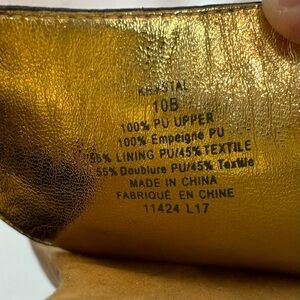 KRYSTAL
10B
100% PU UPPER
100% Empeigne PU
55% LINING PU/45% TEXTILE
55% Doublure PU/45% Textile
MADE IN CHINA
FABRIQUÉ EN CHINE
11424 L17